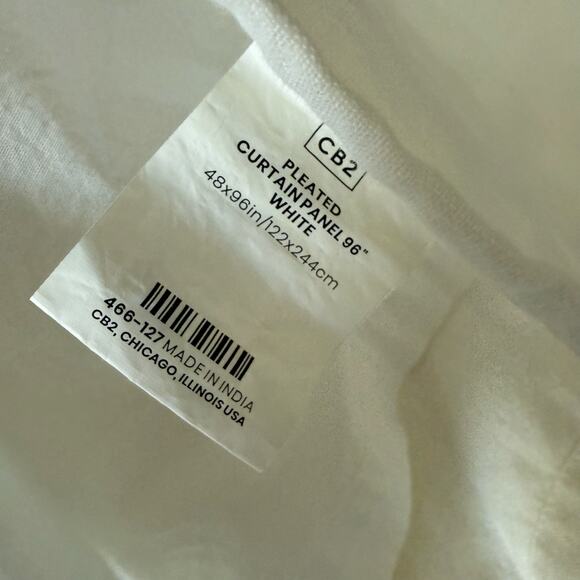 CB2
PLEATED
CURTAIN PANEL 96"
WHITE
48x96in/122x244cm
466-127 MADE IN INDIA
CB2, CHICAGO, ILLINOIS USA